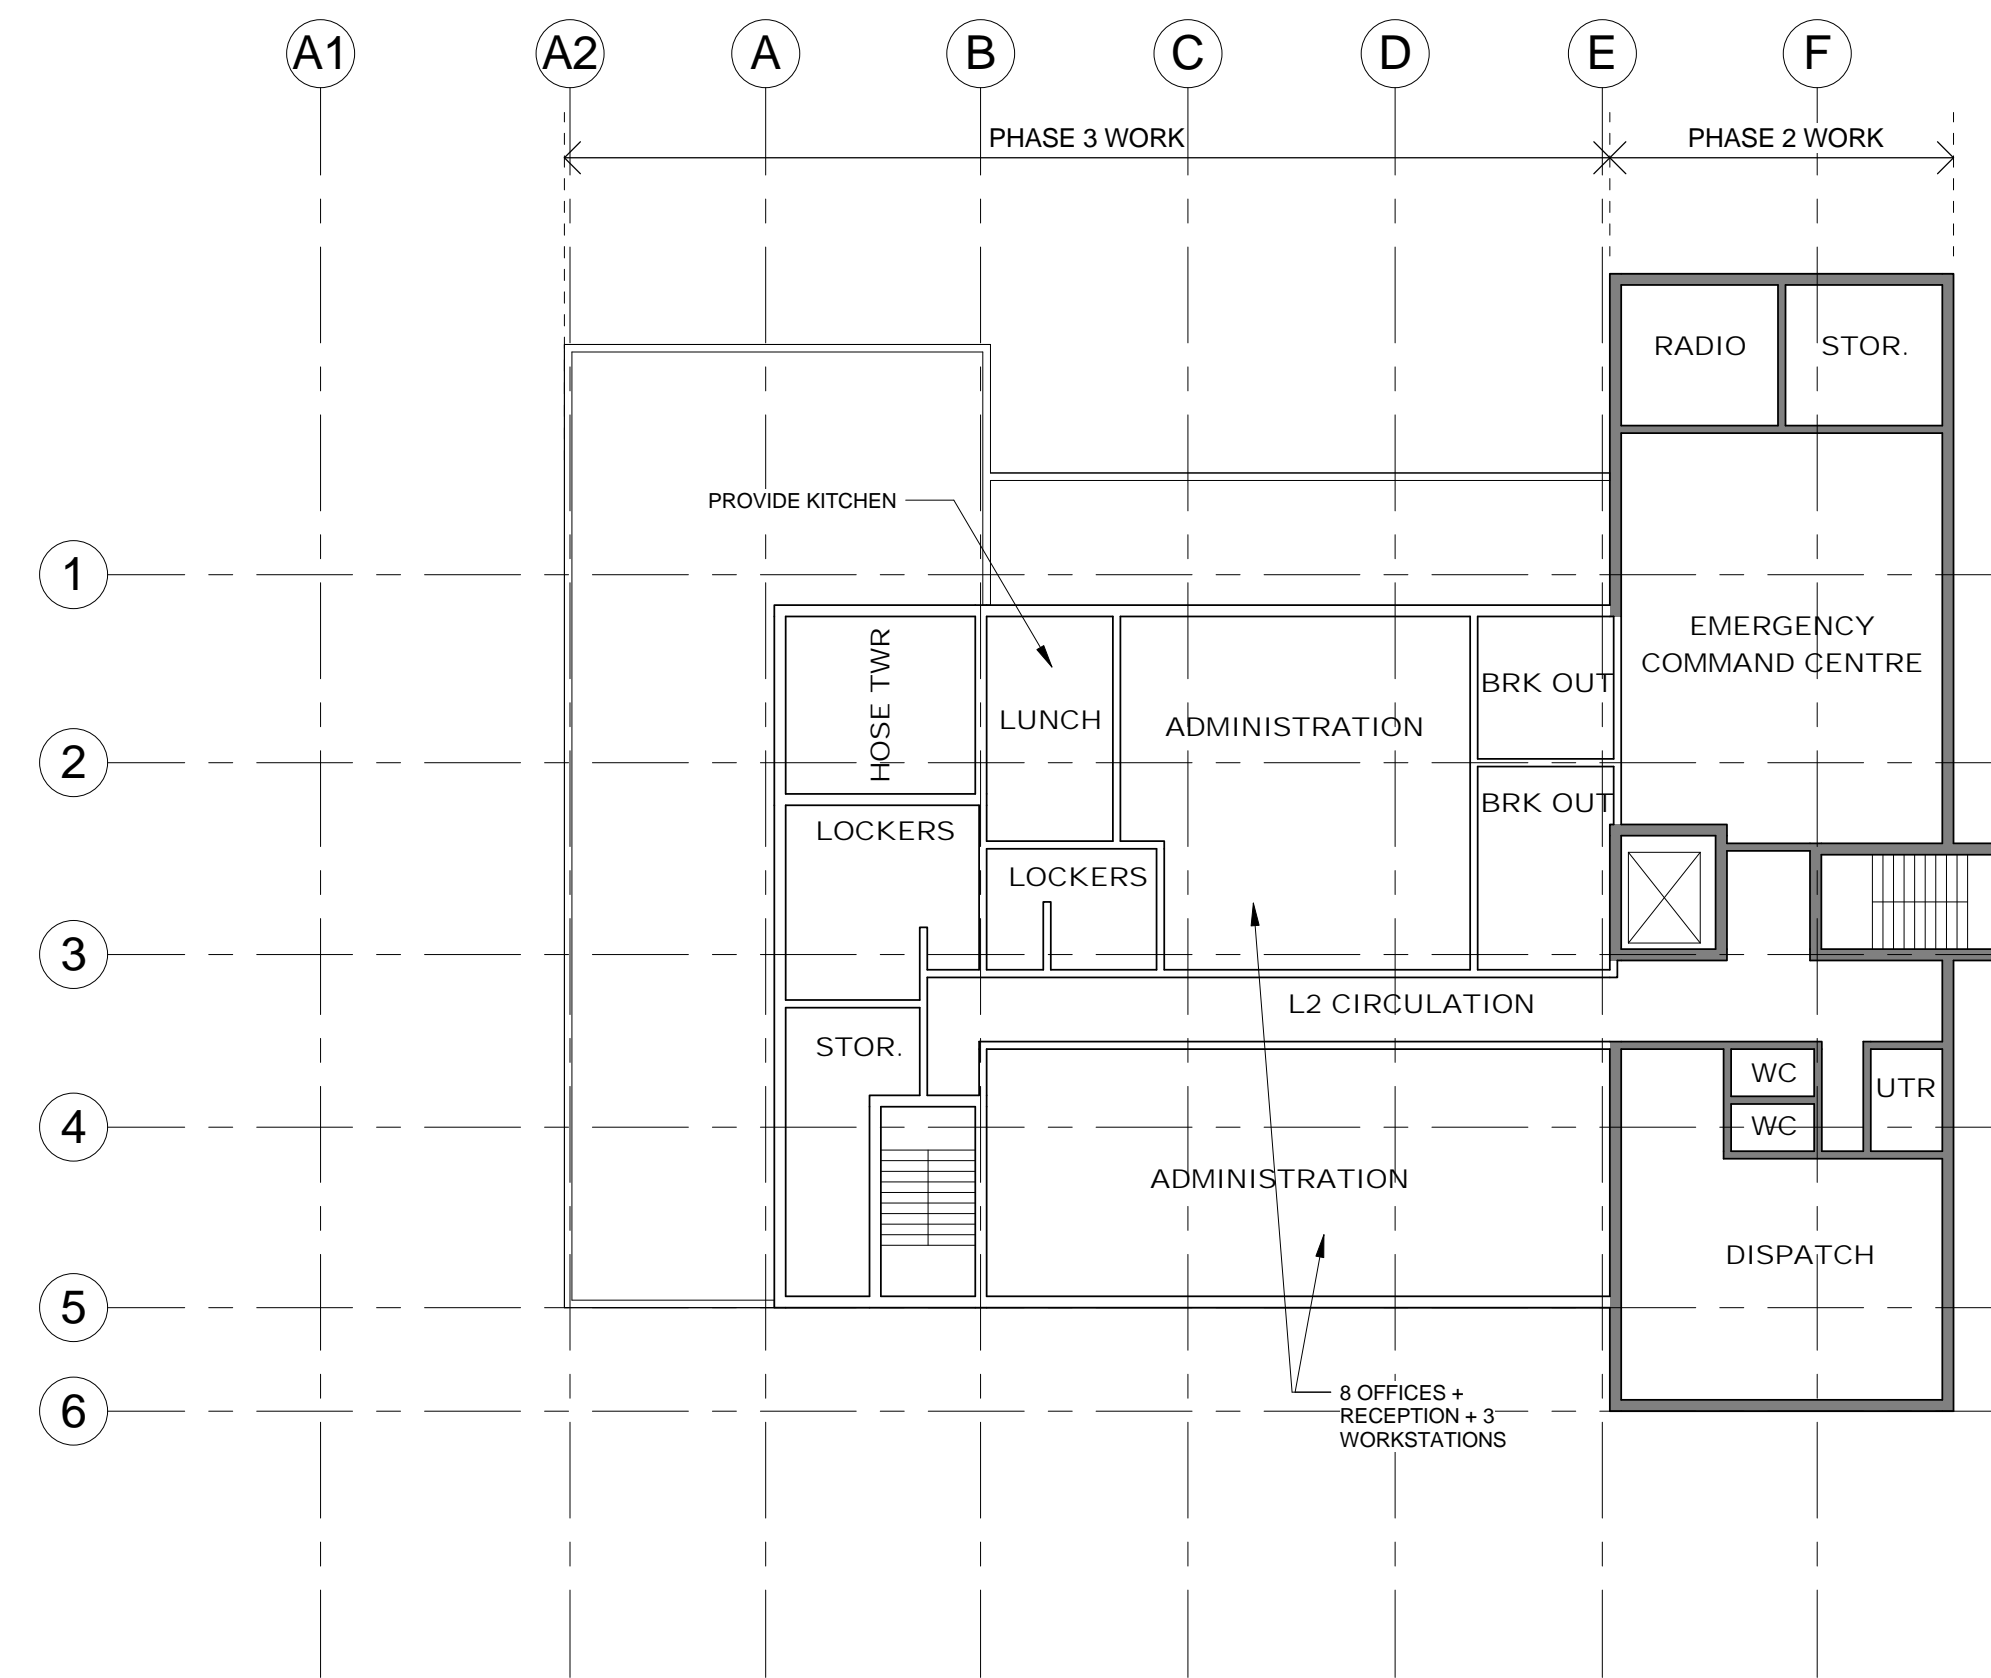 A1
A2
A
B
C
D
E
F
PHASE 3 WORK
PHASE 2 WORK
RADIO
STOR.
PROVIDE KITCHEN
1
EMERGENCY
COMMAND CENTRE
HOSE TWR
BRK OUT
LUNCH
ADMINISTRATION
2
BRK OUT
LOCKERS
LOCKERS
3
L2 CIRCULATION
STOR.
WC
UTR
WC
4
ADMINISTRATION
DISPATCH
5
8 OFFICES +
RECEPTION + 3
WORKSTATIONS
6